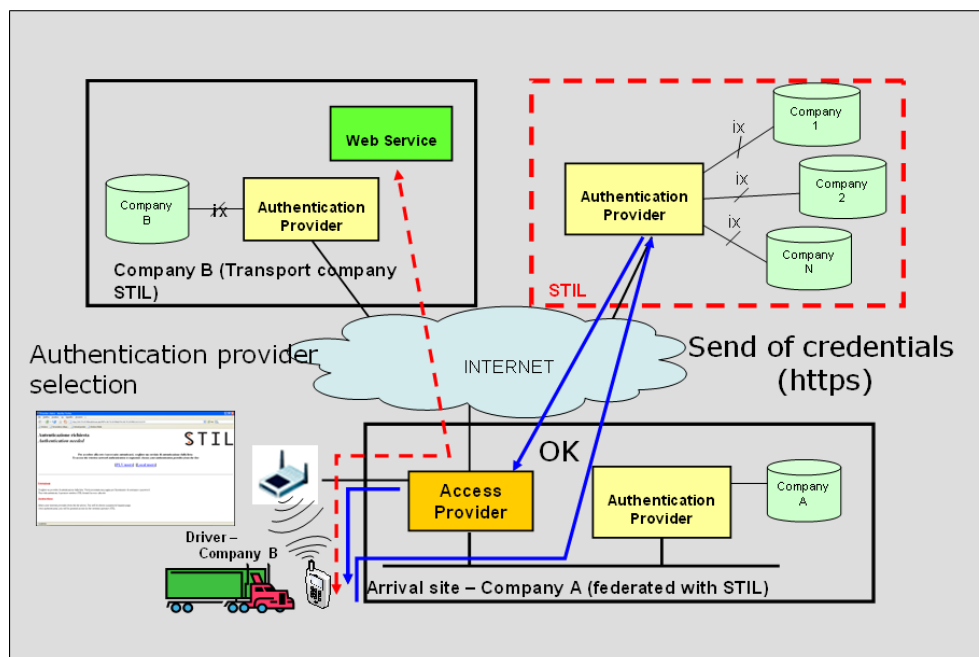 Web Service
Company
B
ix
Authentication
Provider
Company B (Transport company
STIL)
Company
1
ix
Company
2
ix
Authentication
Provider
ix
Company
N
STIL
INTERNET
Authentication provider
selection
Send of credentials
(https)
STIL
OK
Access
Provider
Authentication
Provider
Company
A
Driver –
Company B
Arrival site – Company A (federated with STIL)